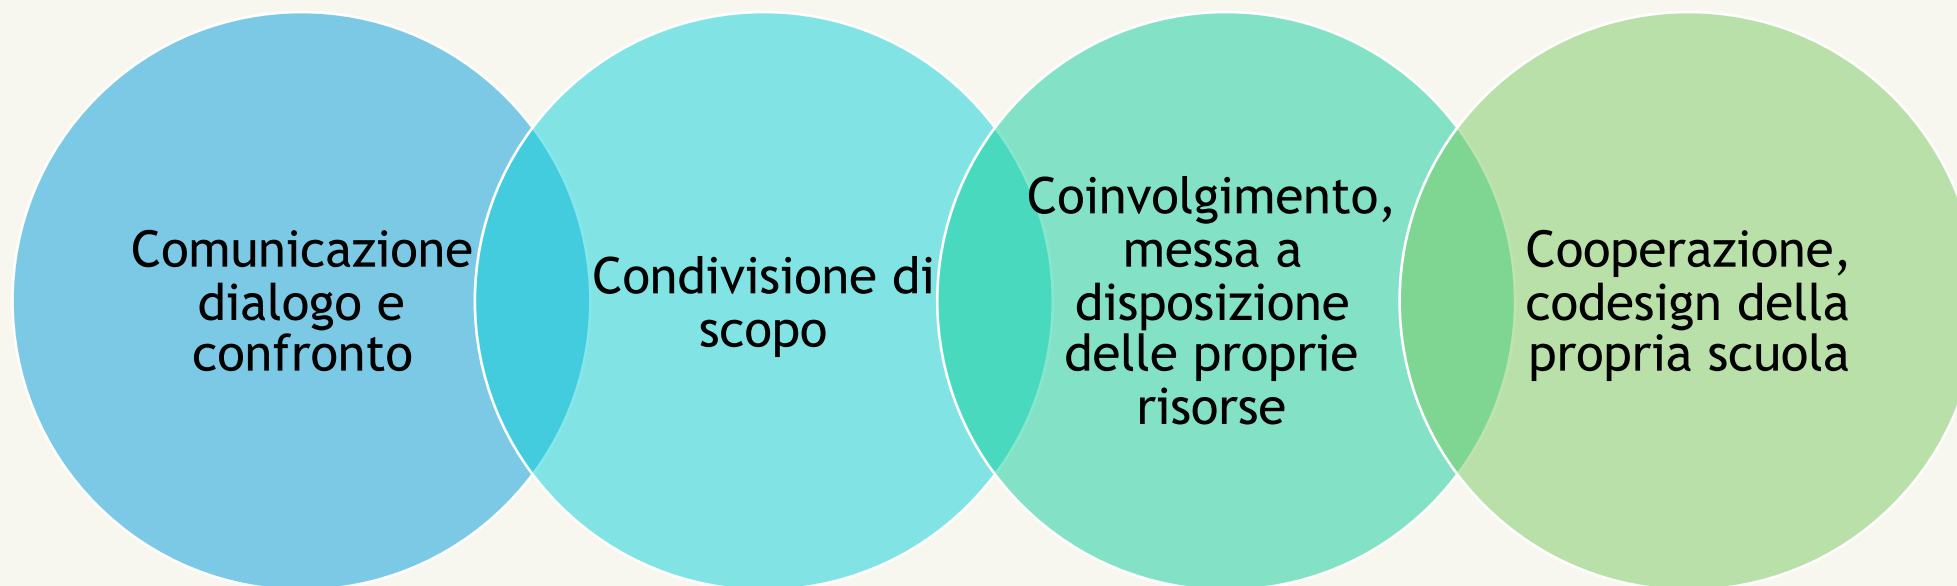 Comunicazione
dialogo e
confronto
Condivisione di
scopo
Coinvolgimento,
messa a
disposizione
delle proprie
risorse
Cooperazione,
codesign della
propria scuola